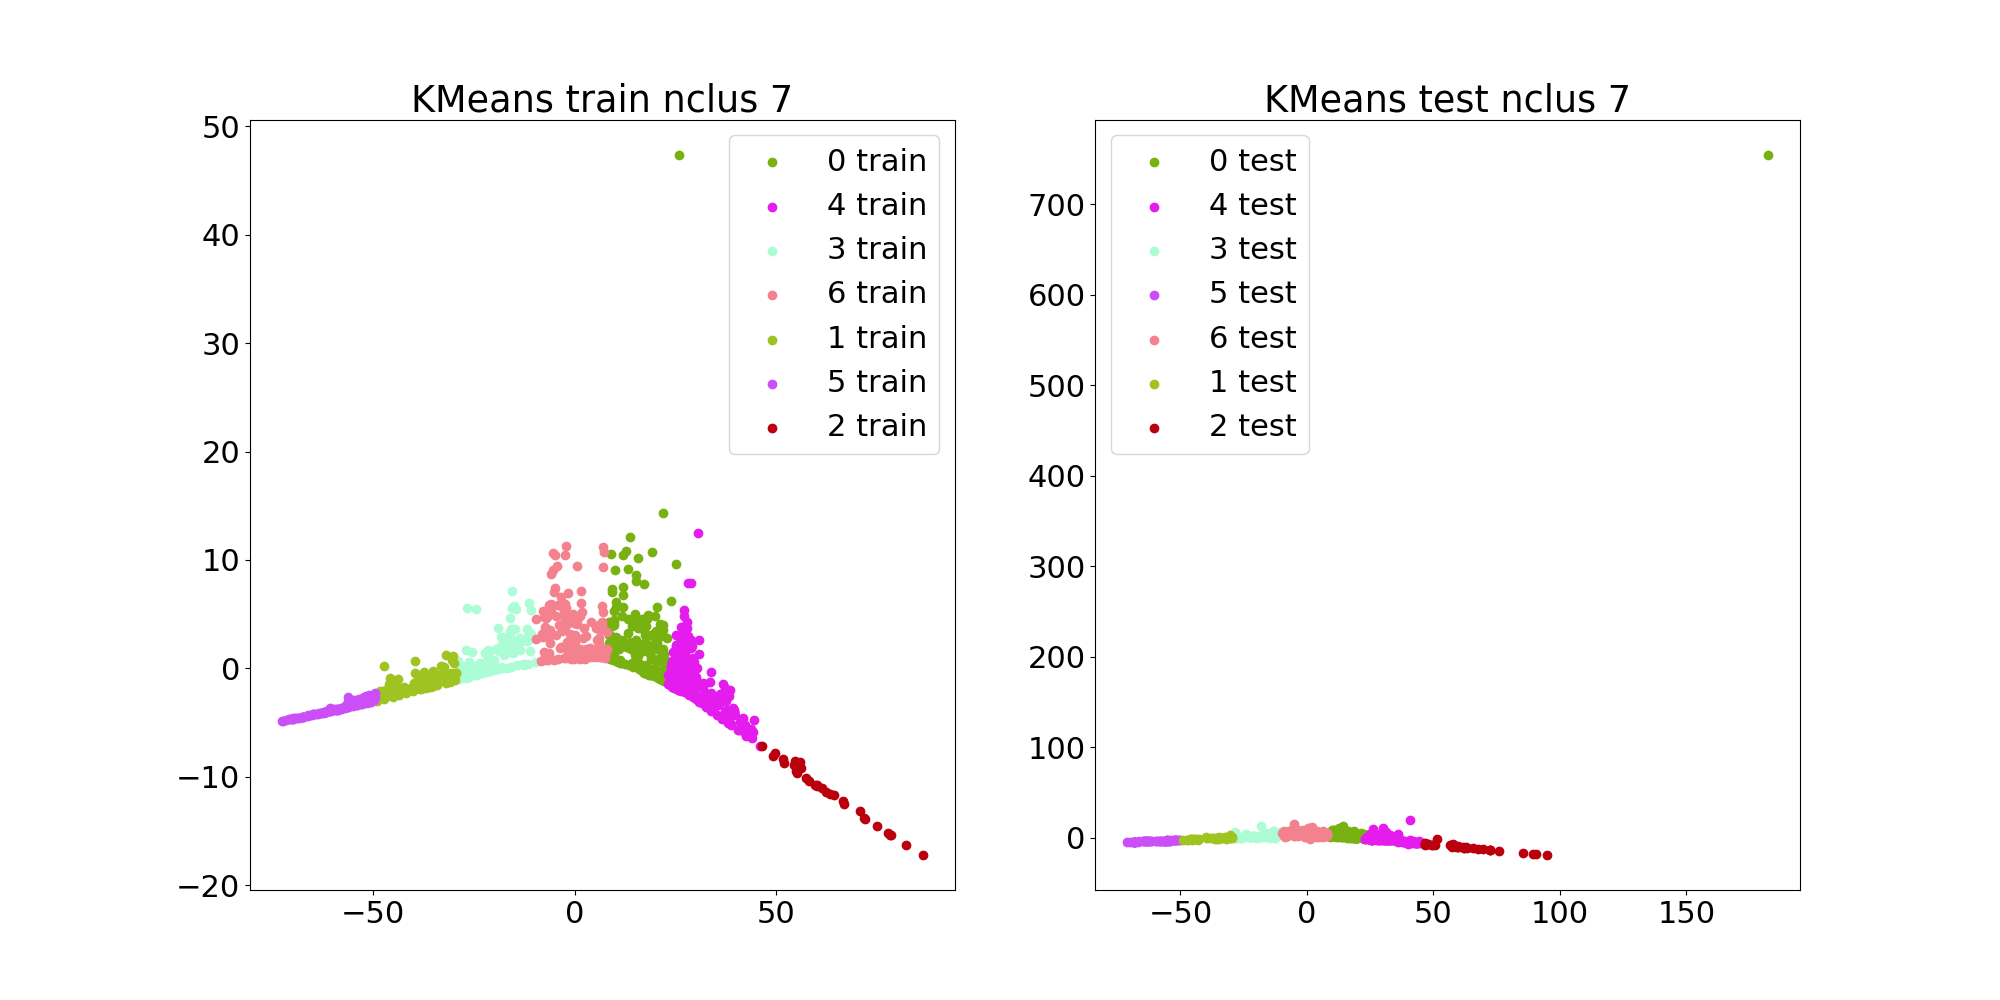 KMeans train nclus 7
50
40
30
20
10
0
−10
−20
−50
0
50
0 train
4 train
3 train
6 train
1 train
5 train
2 train
KMeans test nclus 7
700
600
500
400
300
200
100
0
−50
0
50
100
150
0 test
4 test
3 test
5 test
6 test
1 test
2 test